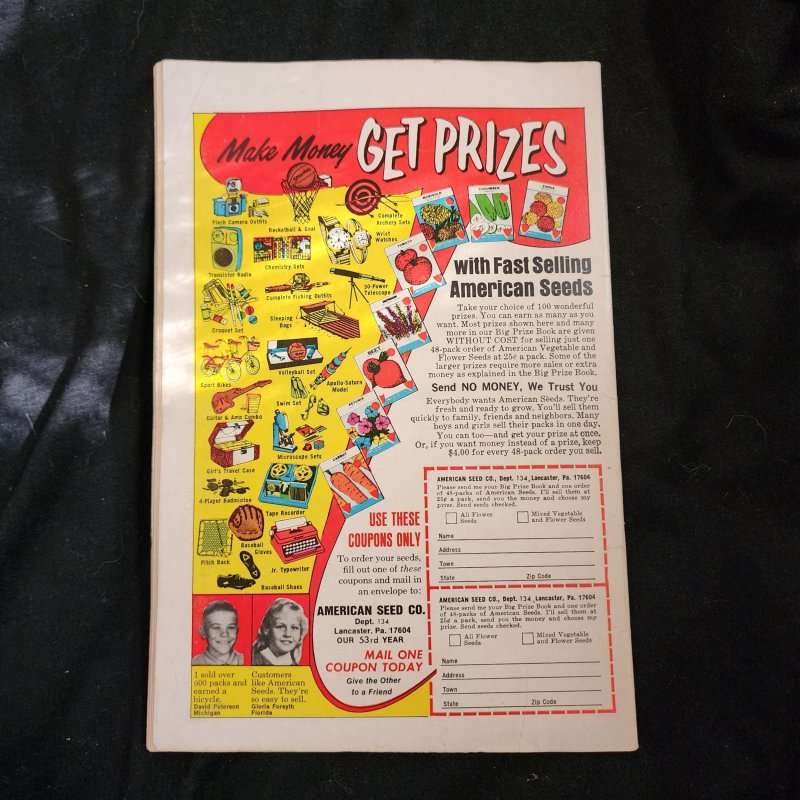 Make Money GET PRIZES
Flash Camera Outfits
Basketball & Goal
Complete
Archery Sets
Wrist
Watches
Transistor Radio
Chemistry Sets
30-Power
Telescope
Complete Fishing Outfits
Croquet Set
Sleeping
Bags
Sport Bikes
Volleyball Set
Apollo-Saturn
Model
Swim Set
Guitar & Amp Combo
Microscope Sets
Girl's Travel Case
4-Player Badminton
Tape Recorder
Baseball
Gloves
Pitch Back
Jr. Typewriter
Baseball Shoes
MARIGOLD
CUCUMBER
ZINNIA
TOMATO
BEET
PETUNIA
CARROT
with Fast Selling
American Seeds
Take your choice of 100 wonderful
prizes. You can earn as many as you
want. Most prizes shown here and many
more in our Big Prize Book are given
WITHOUT COST for selling just one
48-pack order of American Vegetable and
Flower Seeds at 25¢ a pack. Some of the
larger prizes require more sales or extra
money as explained in the Big Prize Book.
Send NO MONEY, We Trust You
Everybody wants American Seeds. They're
fresh and ready to grow. You'll sell them
quickly to family, friends and neighbors. Many
boys and girls sell their packs in one day.
You can too—and get your prize at once.
Or, if you want money instead of a prize, keep
$4.00 for every 48-pack order you sell.
USE THESE
COUPONS ONLY
To order your seeds,
fill out one of these
coupons and mail in
an envelope to:
AMERICAN SEED CO.
Dept. 134
Lancaster, Pa. 17604
OUR 53rd YEAR
MAIL ONE
COUPON TODAY
Give the Other
to a Friend
I sold over
500 packs and
earned a
bicycle.
David Peterson
Michigan
Customers
like American
Seeds. They're
so easy to sell.
Gloria Forsyth
Florida
AMERICAN SEED CO., Dept. 134, Lancaster, Pa. 17604
Please send me your Big Prize Book and one order
of 48-packs of American Seeds. I'll sell them at
25¢ a pack, send you the money and choose my
prize. Send seeds checked.
All Flower
Seeds
Mixed Vegetable
and Flower Seeds
Name
Address
Town
State Zip Code
AMERICAN SEED CO., Dept. 134, Lancaster, Pa. 17604
Please send me your Big Prize Book and one order
of 48-packs of American Seeds. I'll sell them at
25¢ a pack, send you the money and choose my
prize. Send seeds checked.
All Flower
Seeds
Mixed Vegetable
and Flower Seeds
Name
Address
Town
State Zip Code